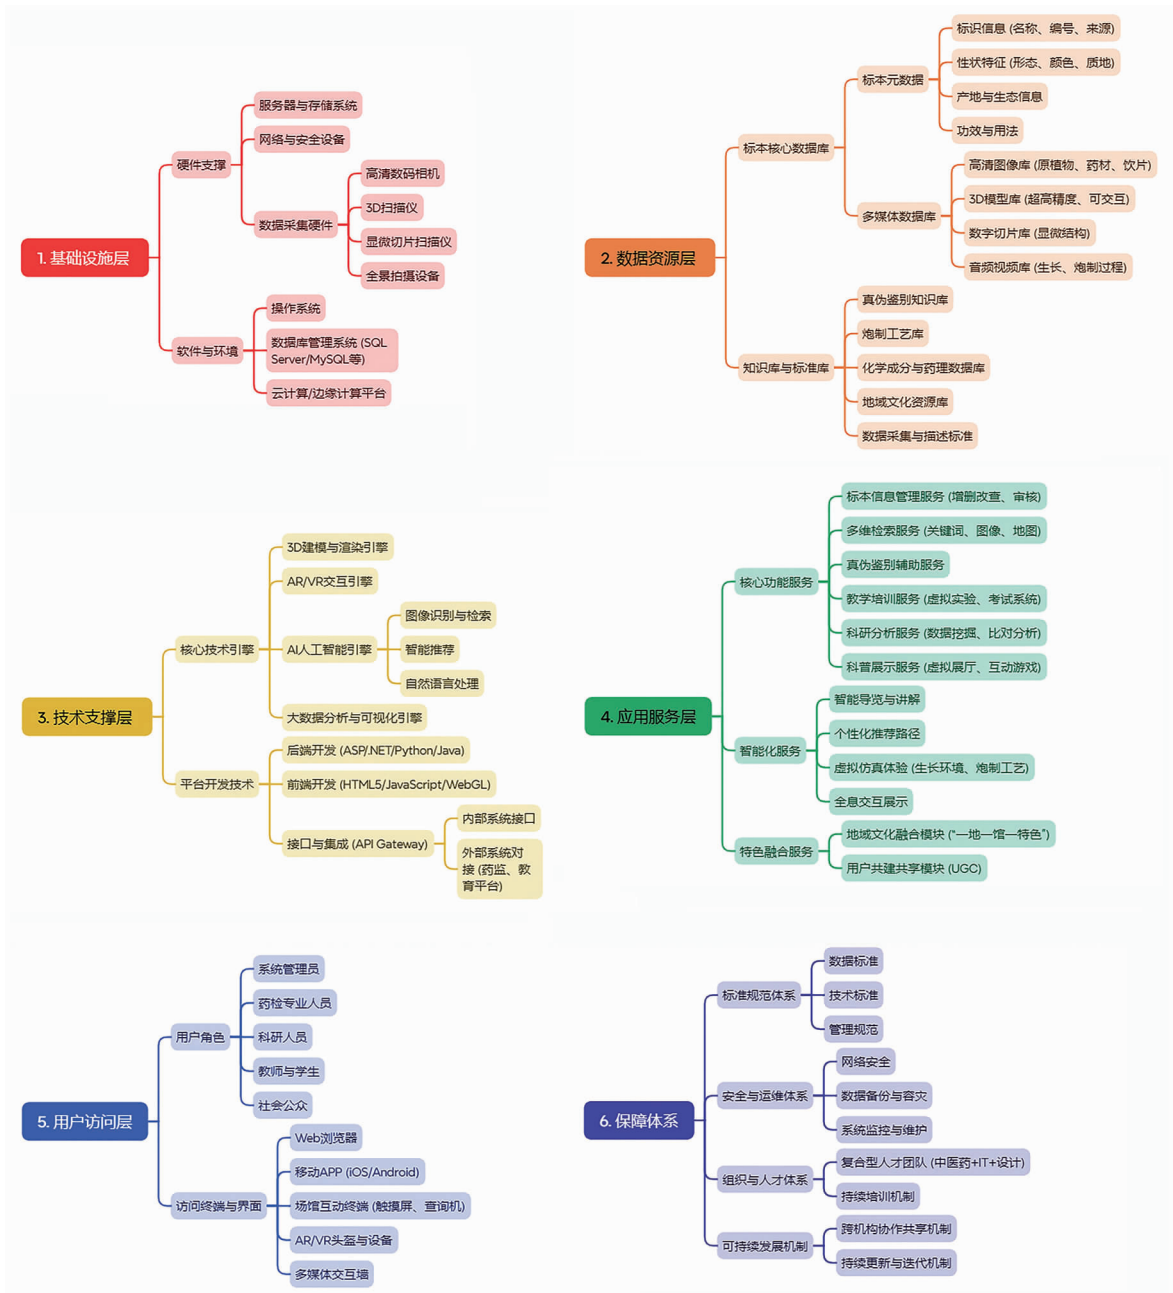 1. 基础设施层
硬件支撑
服务器与存储系统
网络与安全设备
数据采集硬件
高清数码相机
3D扫描仪
显微切片扫描仪
全景拍摄设备
软件与环境
操作系统
数据库管理系统 (SQL
Server/MySQL等)
云计算/边缘计算平台
2. 数据资源层
标本核心数据库
标本元数据
标识信息 (名称、编号、来源)
性状特征 (形态、颜色、质地)
产地与生态信息
功效与用法
多媒体数据库
高清图像库 (原植物、药材、饮片)
3D模型库 (超高精度、可交互)
数字切片库 (显微结构)
音频视频库 (生长、炮制过程)
知识库与标准库
真伪鉴别知识库
炮制工艺库
化学成分与药理数据库
地域文化资源库
数据采集与描述标准
3. 技术支撑层
核心技术引擎
3D建模与渲染引擎
AR/VR交互引擎
AI人工智能引擎
图像识别与检索
智能推荐
自然语言处理
大数据分析与可视化引擎
平台开发技术
后端开发 (ASP/.NET/Python/Java)
前端开发 (HTML5/JavaScript/WebGL)
接口与集成 (API Gateway)
内部系统接口
外部系统对
接 (药监、教
育平台)
4. 应用服务层
核心功能服务
标本信息管理服务 (增删改查、审核)
多维检索服务 (关键词、图像、地图)
真伪鉴别辅助服务
教学培训服务 (虚拟实验、考试系统)
科研分析服务 (数据挖掘、比对分析)
科普展示服务 (虚拟展厅、互动游戏)
智能化服务
智能导览与讲解
个性化推荐路径
虚拟仿真体验 (生长环境、炮制工艺)
全息交互展示
特色融合服务
地域文化融合模块 (“一地一馆一特色”)
用户共建共享模块 (UGC)
5. 用户访问层
用户角色
系统管理员
药检专业人员
科研人员
教师与学生
社会公众
访问终端与界面
Web浏览器
移动APP (iOS/Android)
场馆互动终端 (触摸屏、查询机)
AR/VR头盔与设备
多媒体交互墙
6. 保障体系
标准规范体系
数据标准
技术标准
管理规范
安全与运维体系
网络安全
数据备份与容灾
系统监控与维护
组织与人才体系
复合型人才团队 (中医药+IT+设计)
持续培训机制
可持续发展机制
跨机构协作共享机制
持续更新与迭代机制